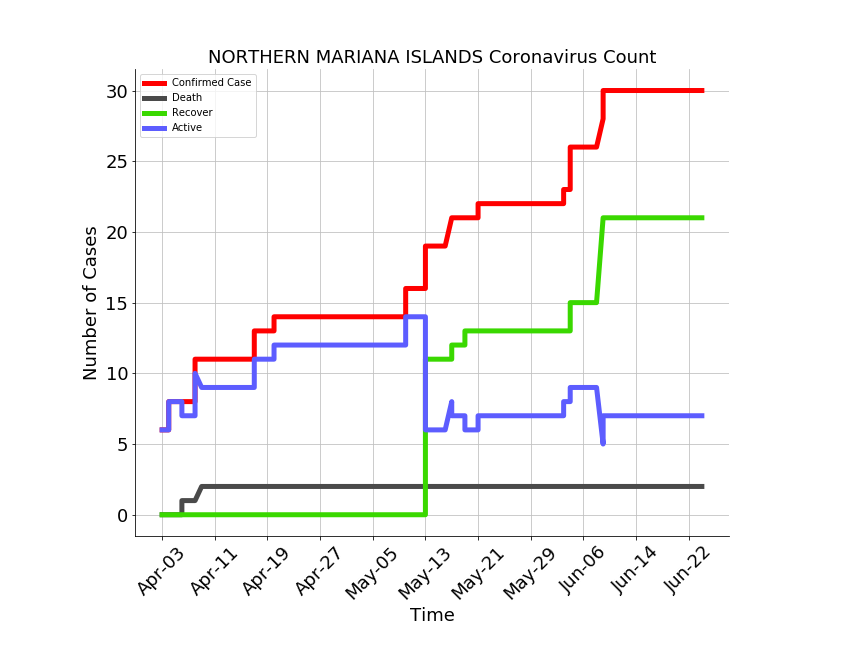 NORTHERN MARIANA ISLANDS Coronavirus Count
Confirmed Case
Death
Recover
Active
30
25
20
15
10
5
0
Number of Cases
Apr-03
Apr-11
Apr-19
Apr-27
May-05
May-13
May-21
May-29
Jun-06
Jun-14
Jun-22
Time